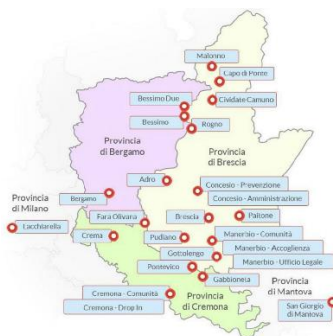 Malonno
Capo di Ponte
Bessimo Due
Cividate Camuno
Bessimo
Rogno
Provincia
di Bergamo
Provincia
di Brescia
Adro
Concesio - Prevenzione
Provincia
di Milano
Bergamo
Concesio - Amministrazione
Fara Olivana
Brescia
Paitone
Lacchiarella
Crema
Pudiano
Manerbio - Comunità
Gottolengo
Manerbio - Accoglienza
Pontevico
Manerbio - Ufficio Legale
Gabbioneta
Provincia
di Mantova
Cremona - Comunità
Provincia
di Cremona
Cremona - Drop In
San Giorgio
di Mantova